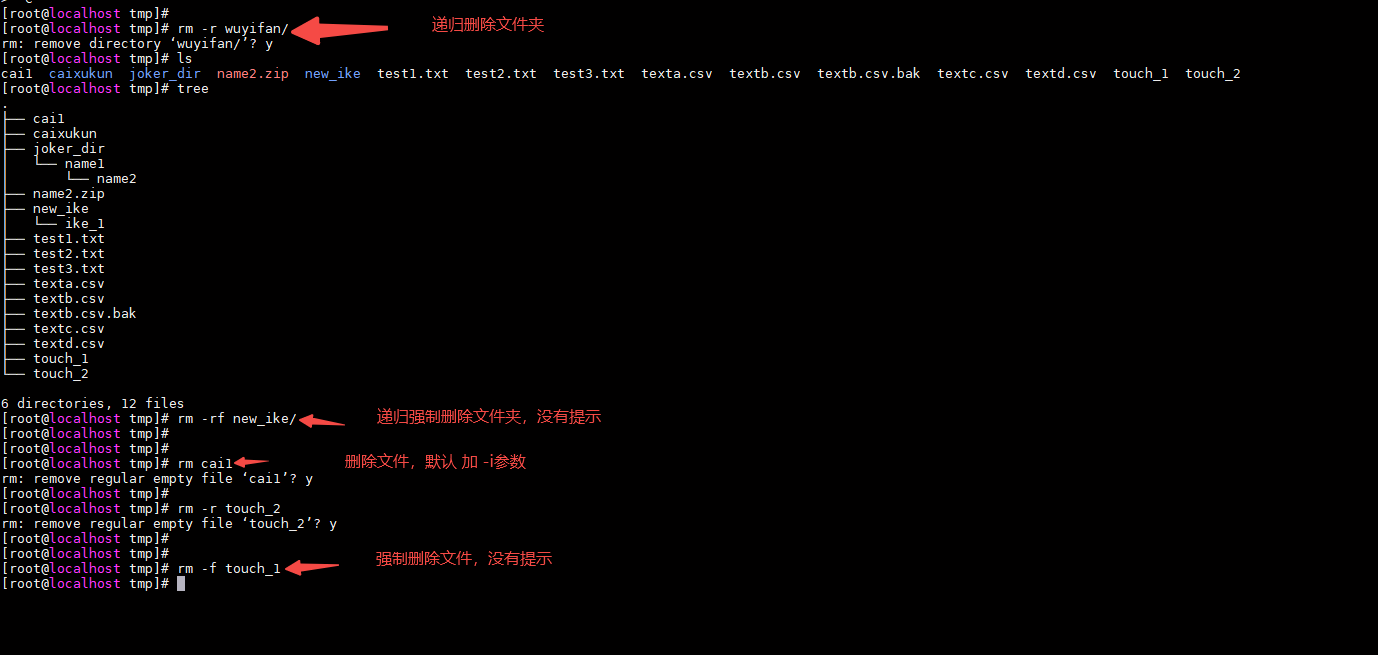 [root@localhost tmp]#
[root@localhost tmp]# rm -r wuyifan/ 递归删除文件夹
rm: remove directory ‘wuyifan/’? y
[root@localhost tmp]# ls
cai1  caixukun  joker_dir  name2.zip  new_ike  test1.txt  test2.txt  test3.txt  texta.csv  textb.csv  textb.csv.bak  textc.csv  textd.csv  touch_1  touch_2
[root@localhost tmp]# tree
.
├── cai1
├── caixukun
├── joker_dir
│   └── name1
│       └── name2
├── name2.zip
├── new_ike
│   └── ike_1
├── test1.txt
├── test2.txt
├── test3.txt
├── texta.csv
├── textb.csv
├── textb.csv.bak
├── textc.csv
├── textd.csv
├── touch_1
└── touch_2
6 directories, 12 files
[root@localhost tmp]# rm -rf new_ike/ 递归强制删除文件夹，没有提示
[root@localhost tmp]#
[root@localhost tmp]#
[root@localhost tmp]# rm cai1 删除文件，默认 加 -i参数
rm: remove regular empty file ‘cai1’? y
[root@localhost tmp]#
[root@localhost tmp]# rm -r touch_2
rm: remove regular empty file ‘touch_2’? y
[root@localhost tmp]#
[root@localhost tmp]#
[root@localhost tmp]# rm -f touch_1 强制删除文件，没有提示
[root@localhost tmp]#